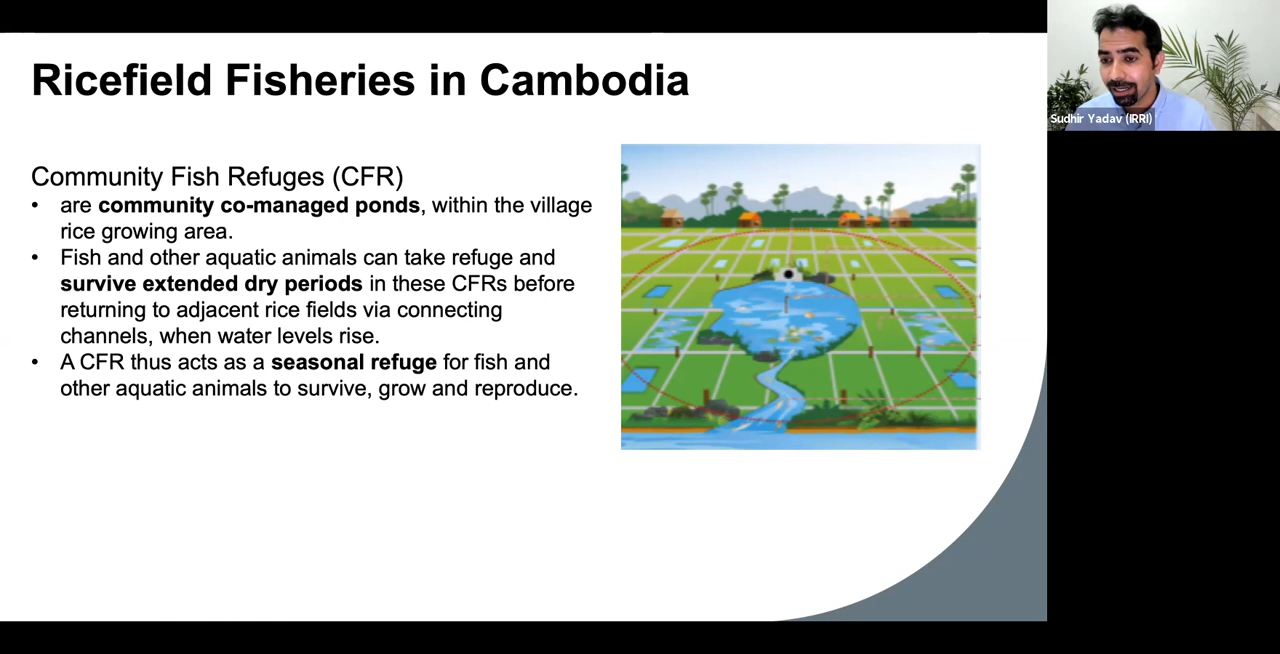 Ricefield Fisheries in Cambodia
Community Fish Refuges (CFR)
• are community co-managed ponds, within the village
rice growing area.
• Fish and other aquatic animals can take refuge and
survive extended dry periods in these CFRs before
returning to adjacent rice fields via connecting
channels, when water levels rise.
• A CFR thus acts as a seasonal refuge for fish and
other aquatic animals to survive, grow and reproduce.
Sudhir Yadav (IRRI)